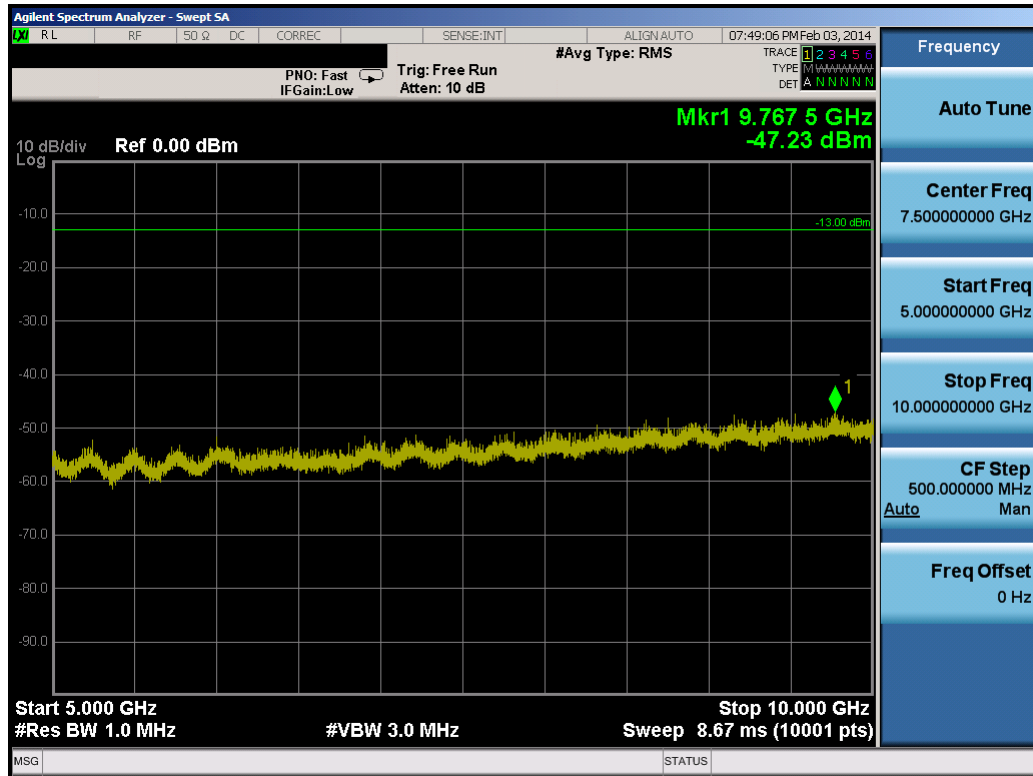 Agilent Spectrum Analyzer - Swept SA
LXI RL RF 50 Ω DC CORREC SENSE:INT ALIGN AUTO 07:49:06 PM Feb 03, 2014
Frequency
PNO: Fast
IFGain:Low
Trig: Free Run
Atten: 10 dB
#Avg Type: RMS
TRACE 1 2 3 4 5 6
TYPE M W W W W W
DET A N N N N N
Mkr1 9.767 5 GHz
-47.23 dBm
10 dB/div
Log
Ref 0.00 dBm
-10.0
-20.0
-30.0
-40.0
-50.0
-60.0
-70.0
-80.0
-90.0
-13.00 dBm
1
Start 5.000 GHz
Stop 10.000 GHz
#Res BW 1.0 MHz
#VBW 3.0 MHz
Sweep 8.67 ms (10001 pts)
Auto Tune
Center Freq
7.500000000 GHz
Start Freq
5.000000000 GHz
Stop Freq
10.000000000 GHz
CF Step
500.000000 MHz
Auto Man
Freq Offset
0 Hz
MSG
STATUS